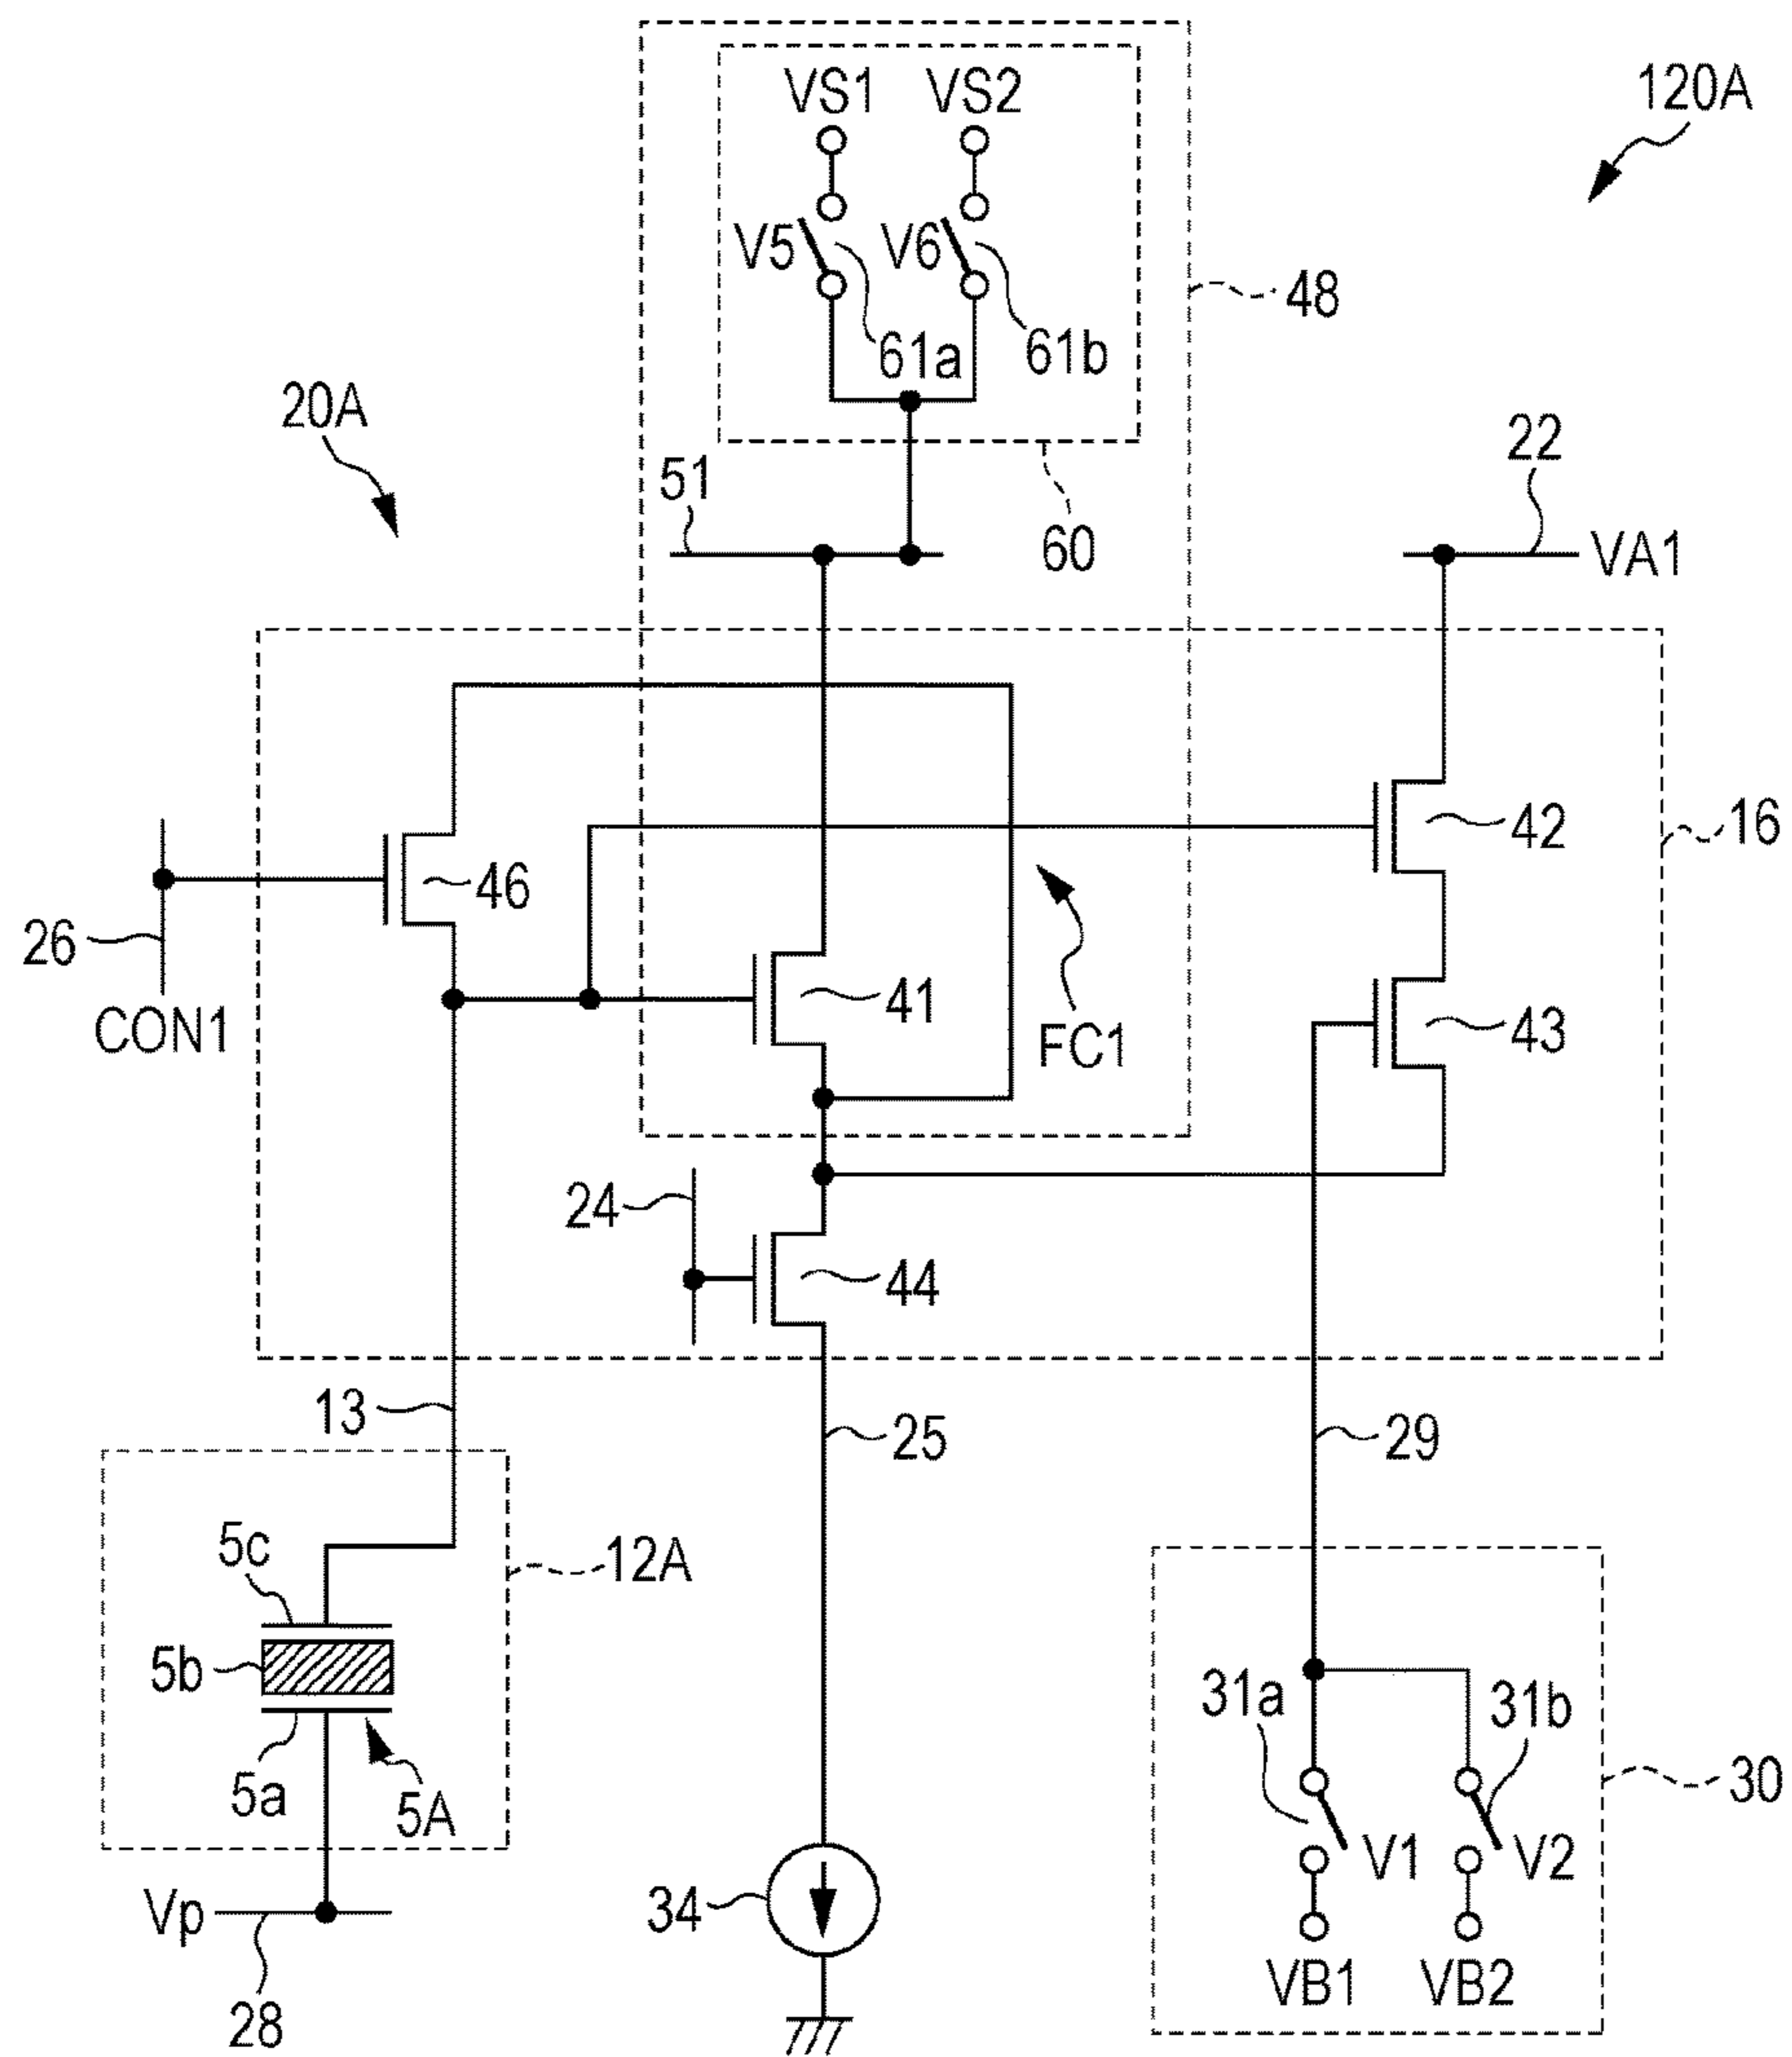 VS1 VS2
120A
V5 V6
48
61a 61b
20A
22
51
60
VA1
42 16
46
26
41
43
CON1
FC1
24
44
13
25 29
5c
12A
5b
31a 31b
5a
5A
30
V1 V2
Vp
34
VB1 VB2
28